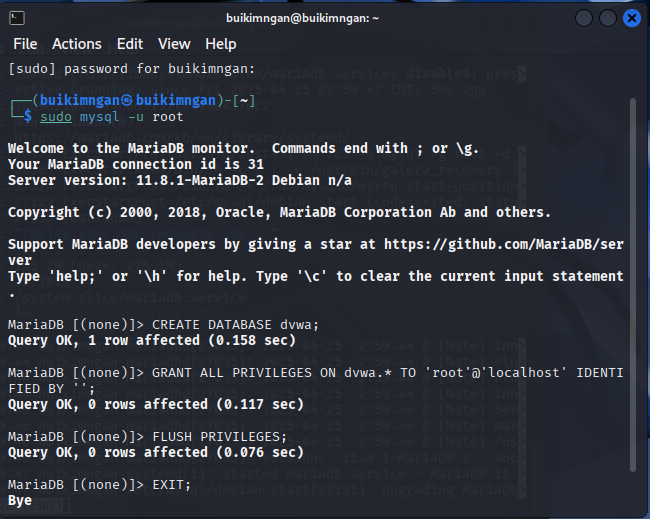 buikimngan@buikimngan: ~
File Actions Edit View Help
[sudo] password for buikimngan:
┌──(buikimngan㉿buikimngan)-[~]
└─$ sudo mysql -u root
Welcome to the MariaDB monitor.  Commands end with ; or \g.
Your MariaDB connection id is 31
Server version: 11.8.1-MariaDB-2 Debian n/a
Copyright (c) 2000, 2018, Oracle, MariaDB Corporation Ab and others.
Support MariaDB developers by giving a star at https://github.com/MariaDB/ser
ver
Type 'help;' or '\h' for help. Type '\c' to clear the current input statement
.
MariaDB [(none)]> CREATE DATABASE dvwa;
Query OK, 1 row affected (0.158 sec)
MariaDB [(none)]> GRANT ALL PRIVILEGES ON dvwa.* TO 'root'@'localhost' IDENTI
FIED BY '';
Query OK, 0 rows affected (0.117 sec)
MariaDB [(none)]> FLUSH PRIVILEGES;
Query OK, 0 rows affected (0.076 sec)
MariaDB [(none)]> EXIT;
Bye